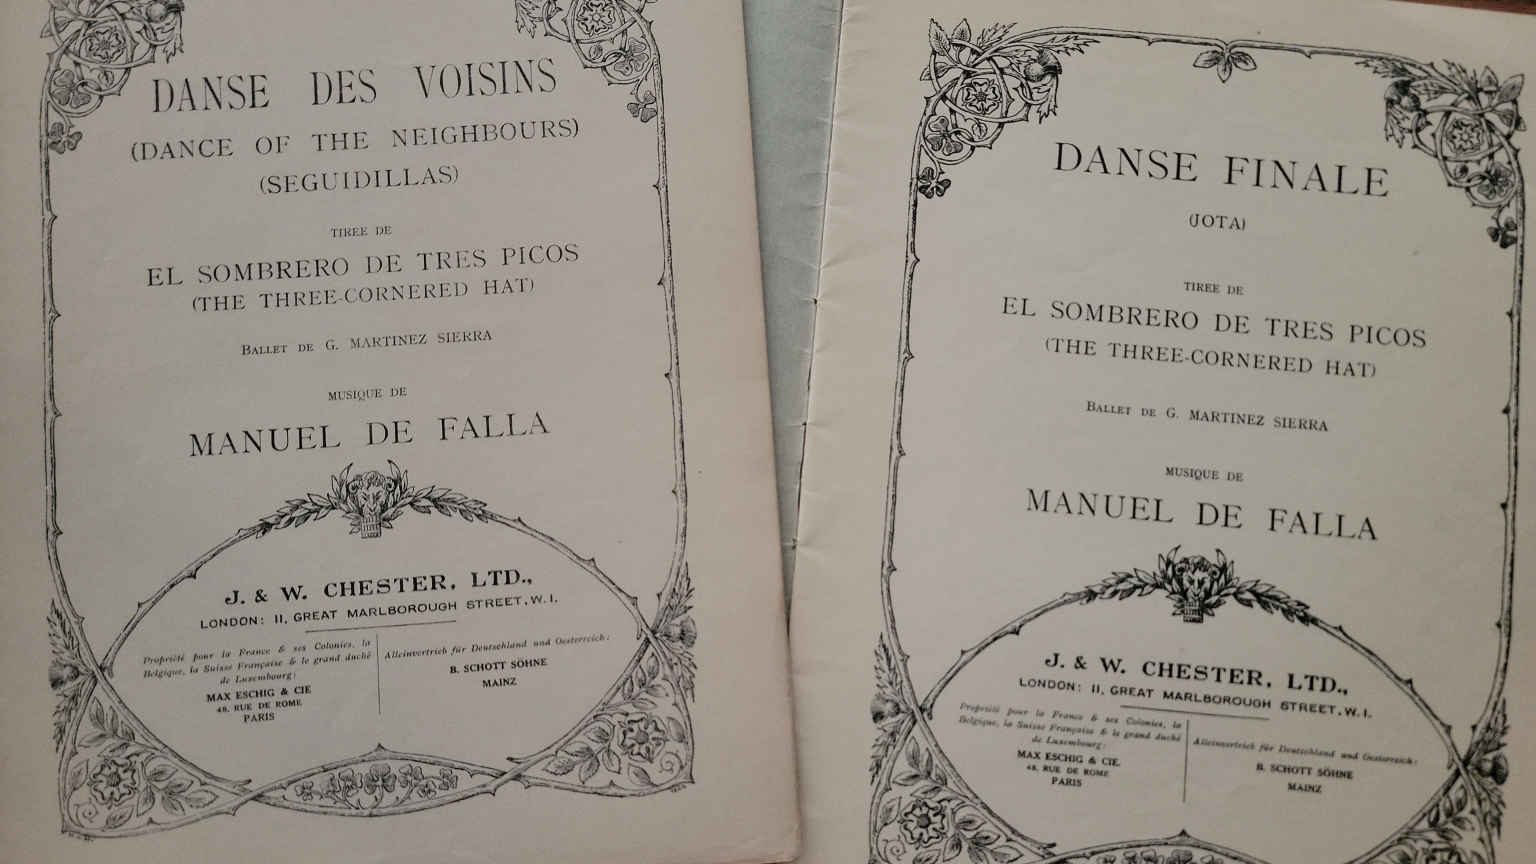 DANSE DES VOISINS
(DANCE OF THE NEIGHBOURS)
(SEGUIDILLAS)
TIREE DE
EL SOMBRERO DE TRES PICOS
(THE THREE-CORNERED HAT)
BALLET DE G. MARTINEZ SIERRA
MUSIQUE DE
MANUEL DE FALLA
J. & W. CHESTER, LTD.,
LONDON: 11, GREAT MARLBOROUGH STREET, W.1.
Propriété pour la France & ses Colonies, la
Belgique, la Suisse Française & le grand duché
de Luxembourg:
MAX ESCHIG & CIE
48, RUE DE ROME
PARIS
Alleinvertrieb für Deutschland und Oesterreich:
B. SCHOTT SÖHNE
MAINZ
DANSE FINALE
(JOTA)
TIREE DE
EL SOMBRERO DE TRES PICOS
(THE THREE-CORNERED HAT)
BALLET DE G. MARTINEZ SIERRA
MUSIQUE DE
MANUEL DE FALLA
J. & W. CHESTER, LTD.,
LONDON: 11, GREAT MARLBOROUGH STREET, W.1.
Propriété pour la France & ses Colonies, la
Belgique, la Suisse Française & le grand duché
de Luxembourg:
MAX ESCHIG & CIE.
48, RUE DE ROME
PARIS
Alleinvertrieb für Deutschland und Oesterreich:
B. SCHOTT SÖHNE
MAINZ